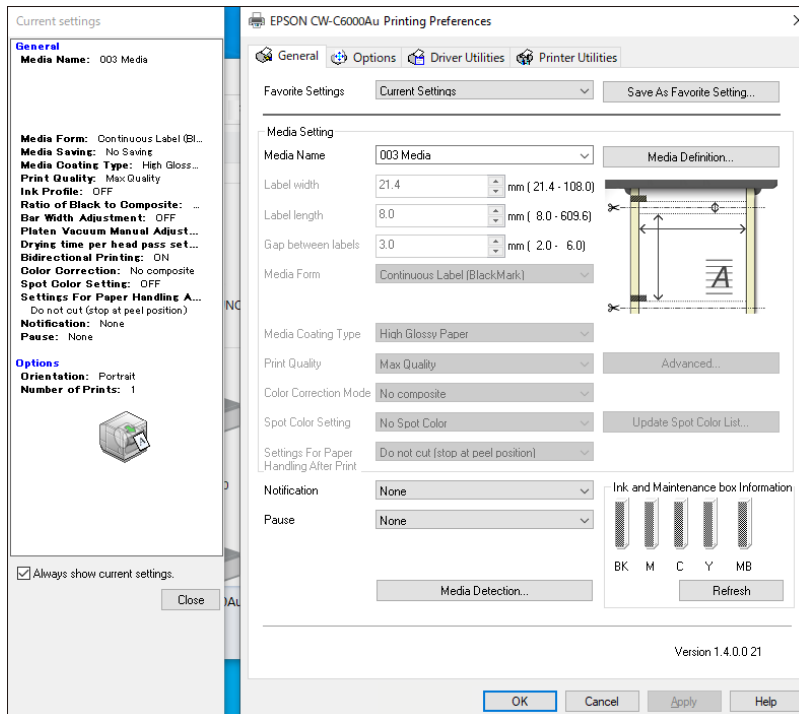 Current settings
General
Media Name: 003 Media
Media Form: Continuous Label (Bl...
Media Saving: No Saving
Media Coating Type: High Gloss...
Print Quality: Max Quality
Ink Profile: OFF
Ratio of Black to Composite: ...
Bar Width Adjustment: OFF
Platen Vacuum Manual Adjust...
Drying time per head pass set...
Bidirectional Printing: ON
Color Correction: No composite
Spot Color Setting: OFF
Settings For Paper Handling A...
Do not cut (stop at peel position)
Notification: None
Pause: None
Options
Orientation: Portrait
Number of Prints: 1
Always show current settings.
Close
EPSON CW-C6000Au Printing Preferences
General
Options
Driver Utilities
Printer Utilities
Favorite Settings
Current Settings
Save As Favorite Setting...
Media Setting
Media Name
003 Media
Media Definition...
Label width
21.4
mm ( 21.4 - 108.0)
Label length
8.0
mm ( 8.0 - 609.6)
Gap between labels
3.0
mm ( 2.0 - 6.0)
Media Form
Continuous Label (BlackMark)
A
Media Coating Type
High Glossy Paper
Print Quality
Max Quality
Advanced...
Color Correction Mode
No composite
Spot Color Setting
No Spot Color
Update Spot Color List...
Settings For Paper
Handling After Print
Do not cut (stop at peel position)
Notification
None
Pause
None
Ink and Maintenance box Information
BK M C Y MB
Media Detection...
Refresh
Version 1.4.0.0 21
OK
Cancel
Apply
Help